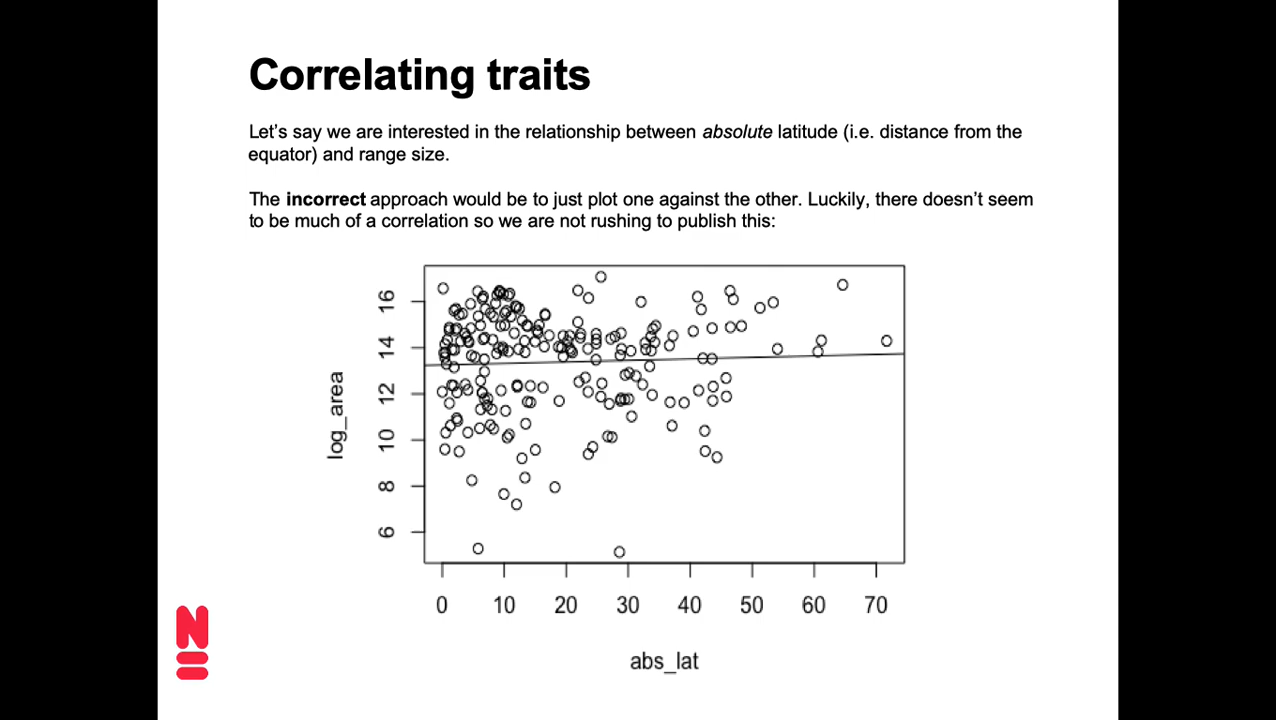 Correlating traits
Let's say we are interested in the relationship between absolute latitude (i.e. distance from the
equator) and range size.
The incorrect approach would be to just plot one against the other. Luckily, there doesn't seem
to be much of a correlation so we are not rushing to publish this:
log_area
16
14
12
10
8
6
0 10 20 30 40 50 60 70
abs_lat